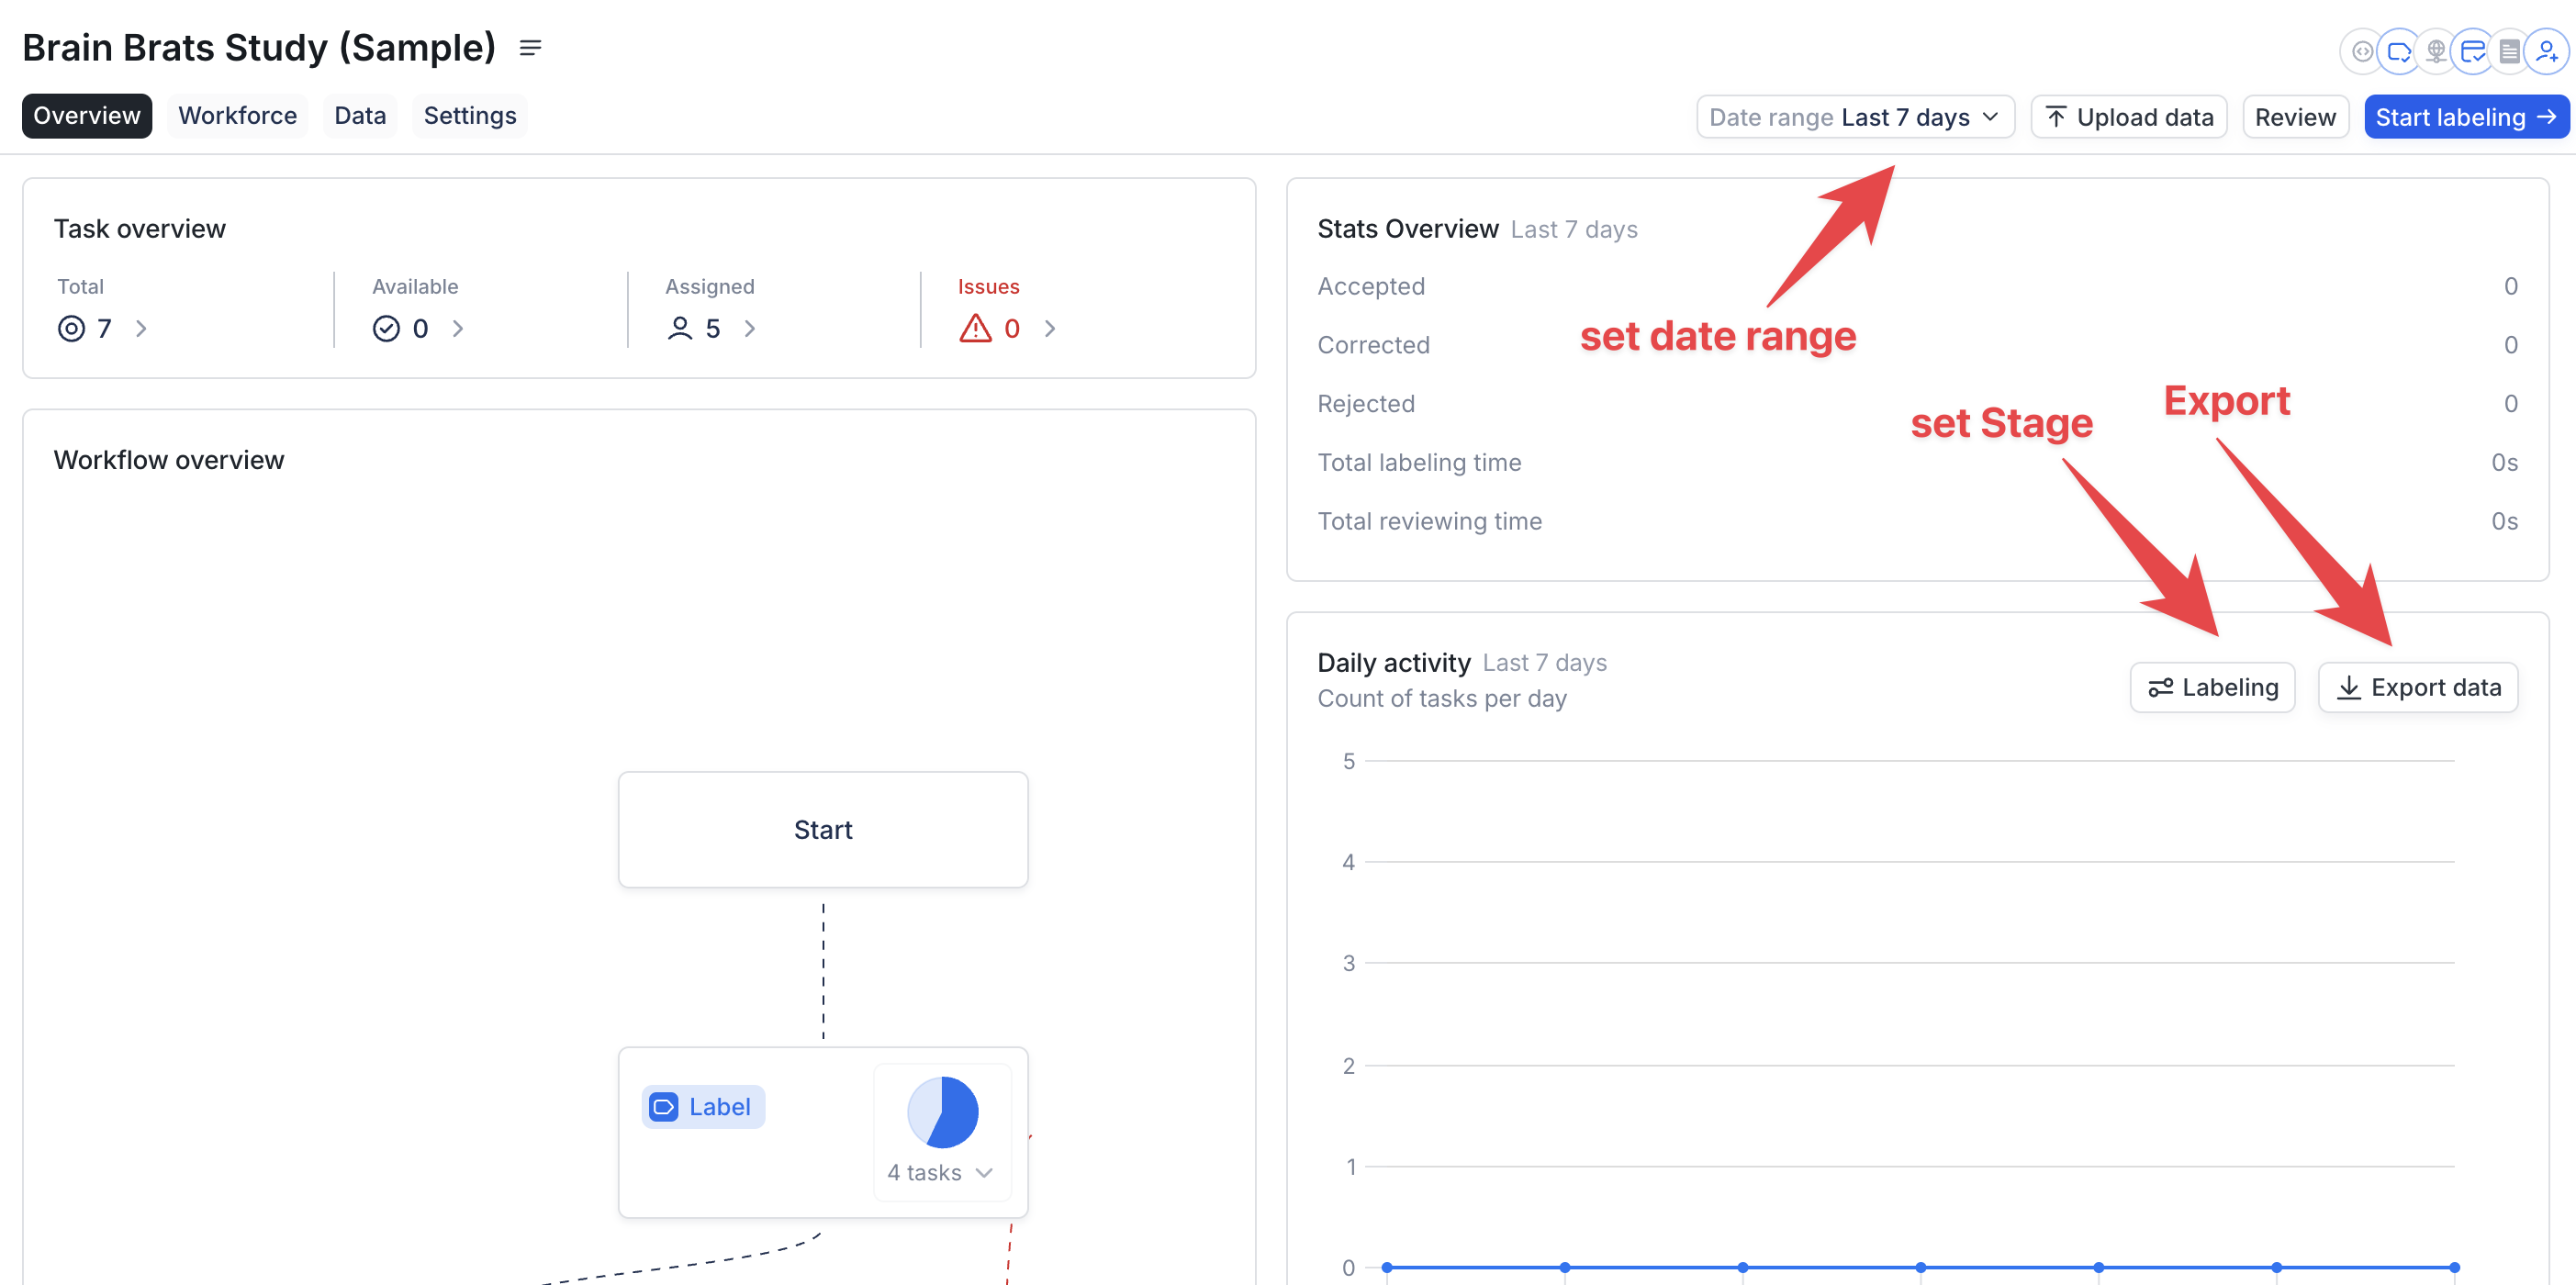 Brain Brats Study (Sample)
Overview Workforce Data Settings
Date range Last 7 days Upload data Review Start labeling
Task overview
Total Available Assigned Issues
7 0 5 0
Workflow overview
Start
Label
4 tasks
Stats Overview Last 7 days
Accepted 0
Corrected 0
Rejected 0
Total labeling time 0s
Total reviewing time 0s
set date range
set Stage
Export
Daily activity Last 7 days
Count of tasks per day
Labeling Export data
5
4
3
2
1
0